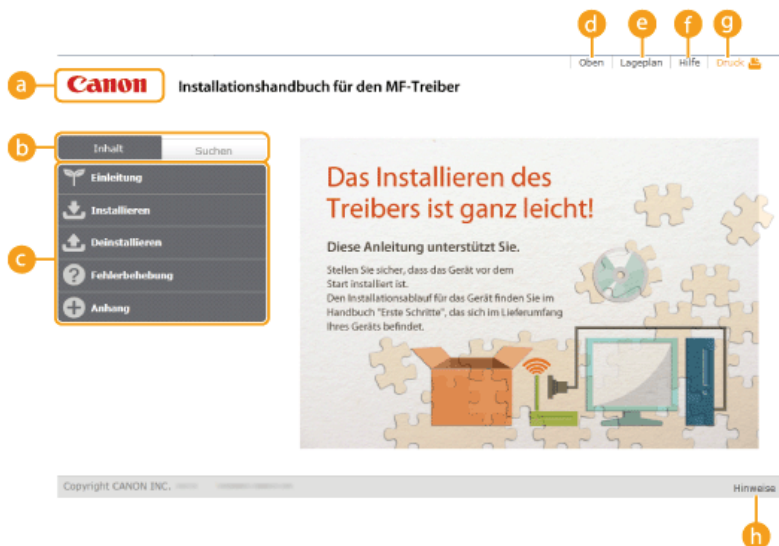 d e f g
Oben Lageplan Hilfe Druck
a Canon Installationshandbuch für den MF-Treiber
b Inhalt Suchen
c
Einleitung
Installieren
Deinstallieren
Fehlerbehebung
Anhang
Das Installieren des
Treibers ist ganz leicht!
Diese Anleitung unterstützt Sie.
Stellen Sie sicher, dass das Gerät vor dem
Start installiert ist.
Den Installationsablauf für das Gerät finden Sie im
Handbuch "Erste Schritte", das sich im Lieferumfang
Ihres Geräts befindet.
Copyright CANON INC.
Hinweise
h